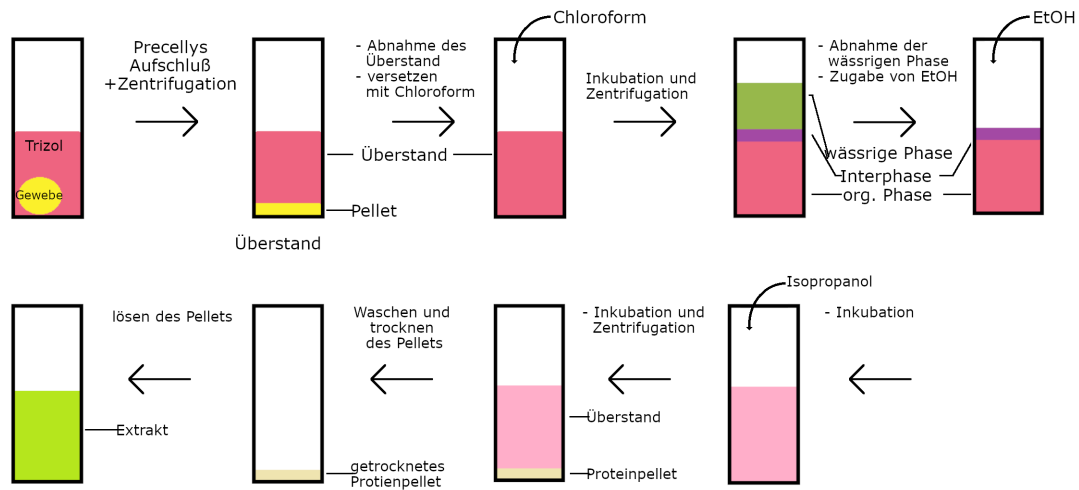 Chloroform
EtOH
Precellys
Aufschluß
+Zentrifugation
- Abnahme des
Überstand
- versetzen
mit Chloroform
Inkubation und
Zentrifugation
- Abnahme der
wässrigen Phase
- Zugabe von EtOH
Trizol
Gewebe
Überstand
Pellet
wässrige Phase
Interphase
org. Phase
Überstand
Isopropanol
lösen des Pellets
Waschen und
trocknen
des Pellets
- Inkubation und
Zentrifugation
- Inkubation
Extrakt
getrocknetes
Protienpellet
Überstand
Proteinpellet